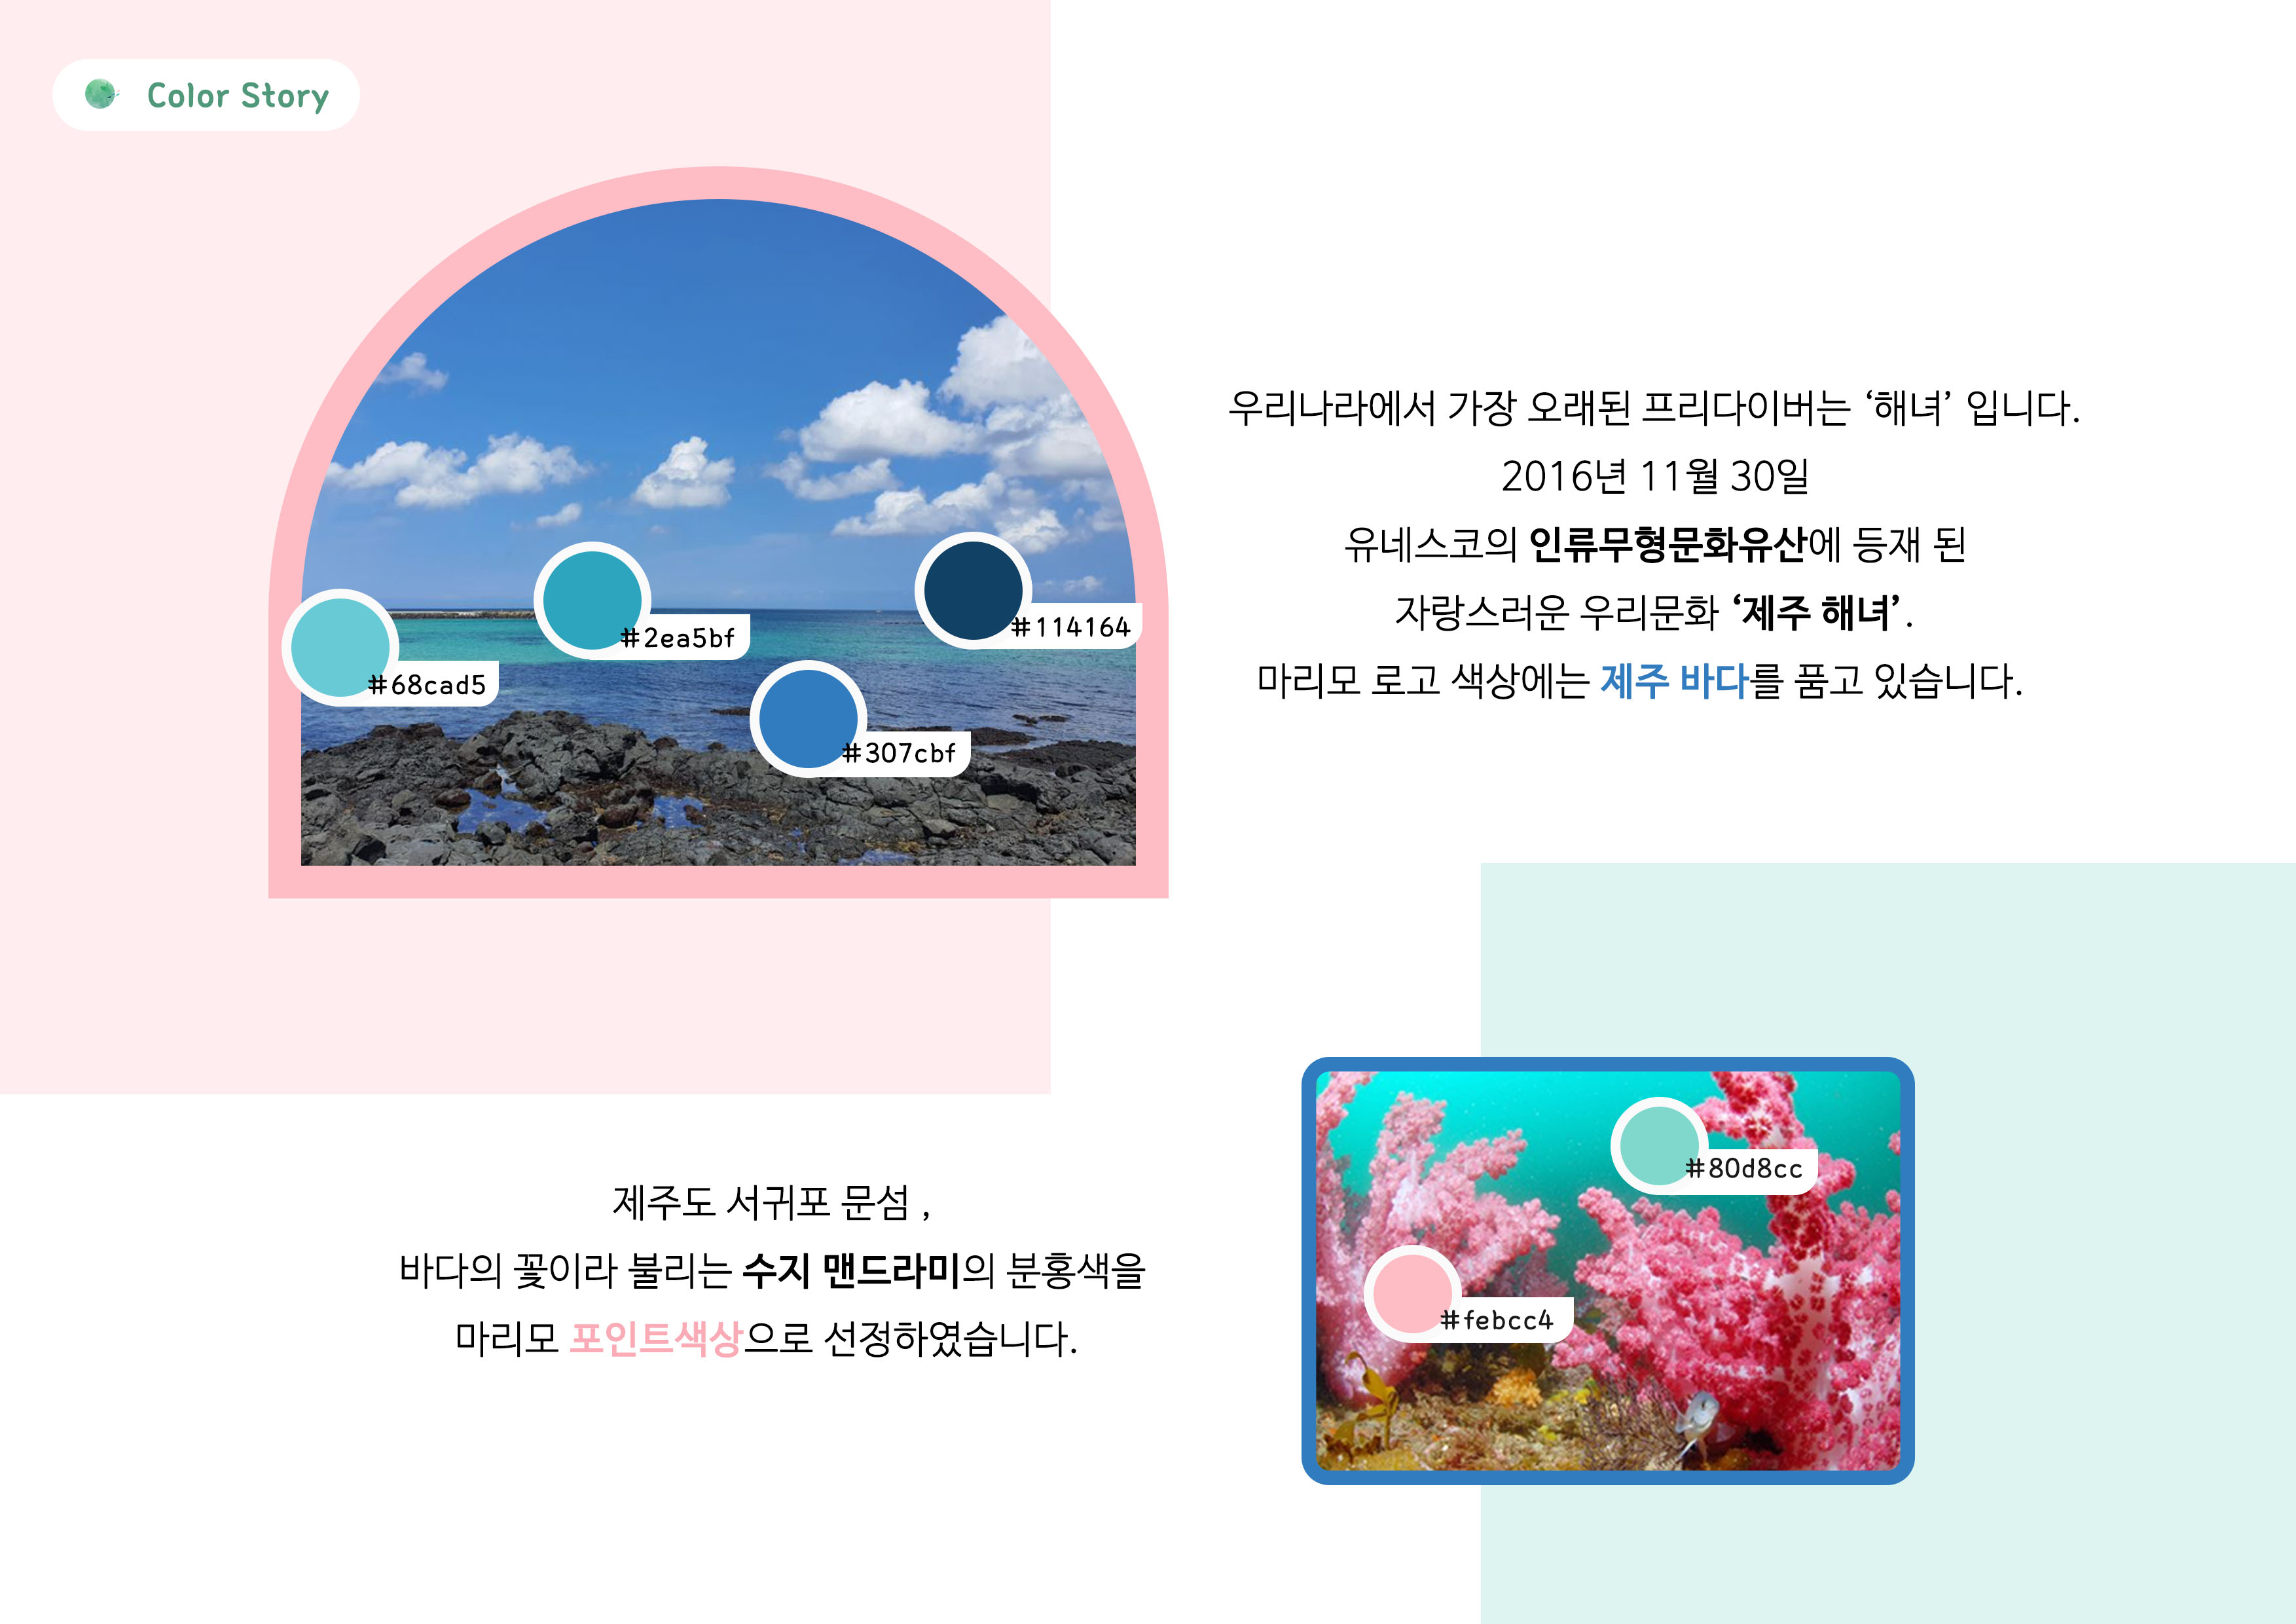 Color Story
#68cad5
#2ea5bf
#307cbf
#114164
우리나라에서 가장 오래된 프리다이버는 ‘해녀’ 입니다.
2016년 11월 30일
유네스코의 인류무형문화유산에 등재 된
자랑스러운 우리문화 ‘제주 해녀’.
마리모 로고 색상에는 제주 바다를 품고 있습니다.
제주도 서귀포 문섬 ,
바다의 꽃이라 불리는 수지 맨드라미의 분홍색을
마리모 포인트색상으로 선정하였습니다.
#80d8cc
#febcc4